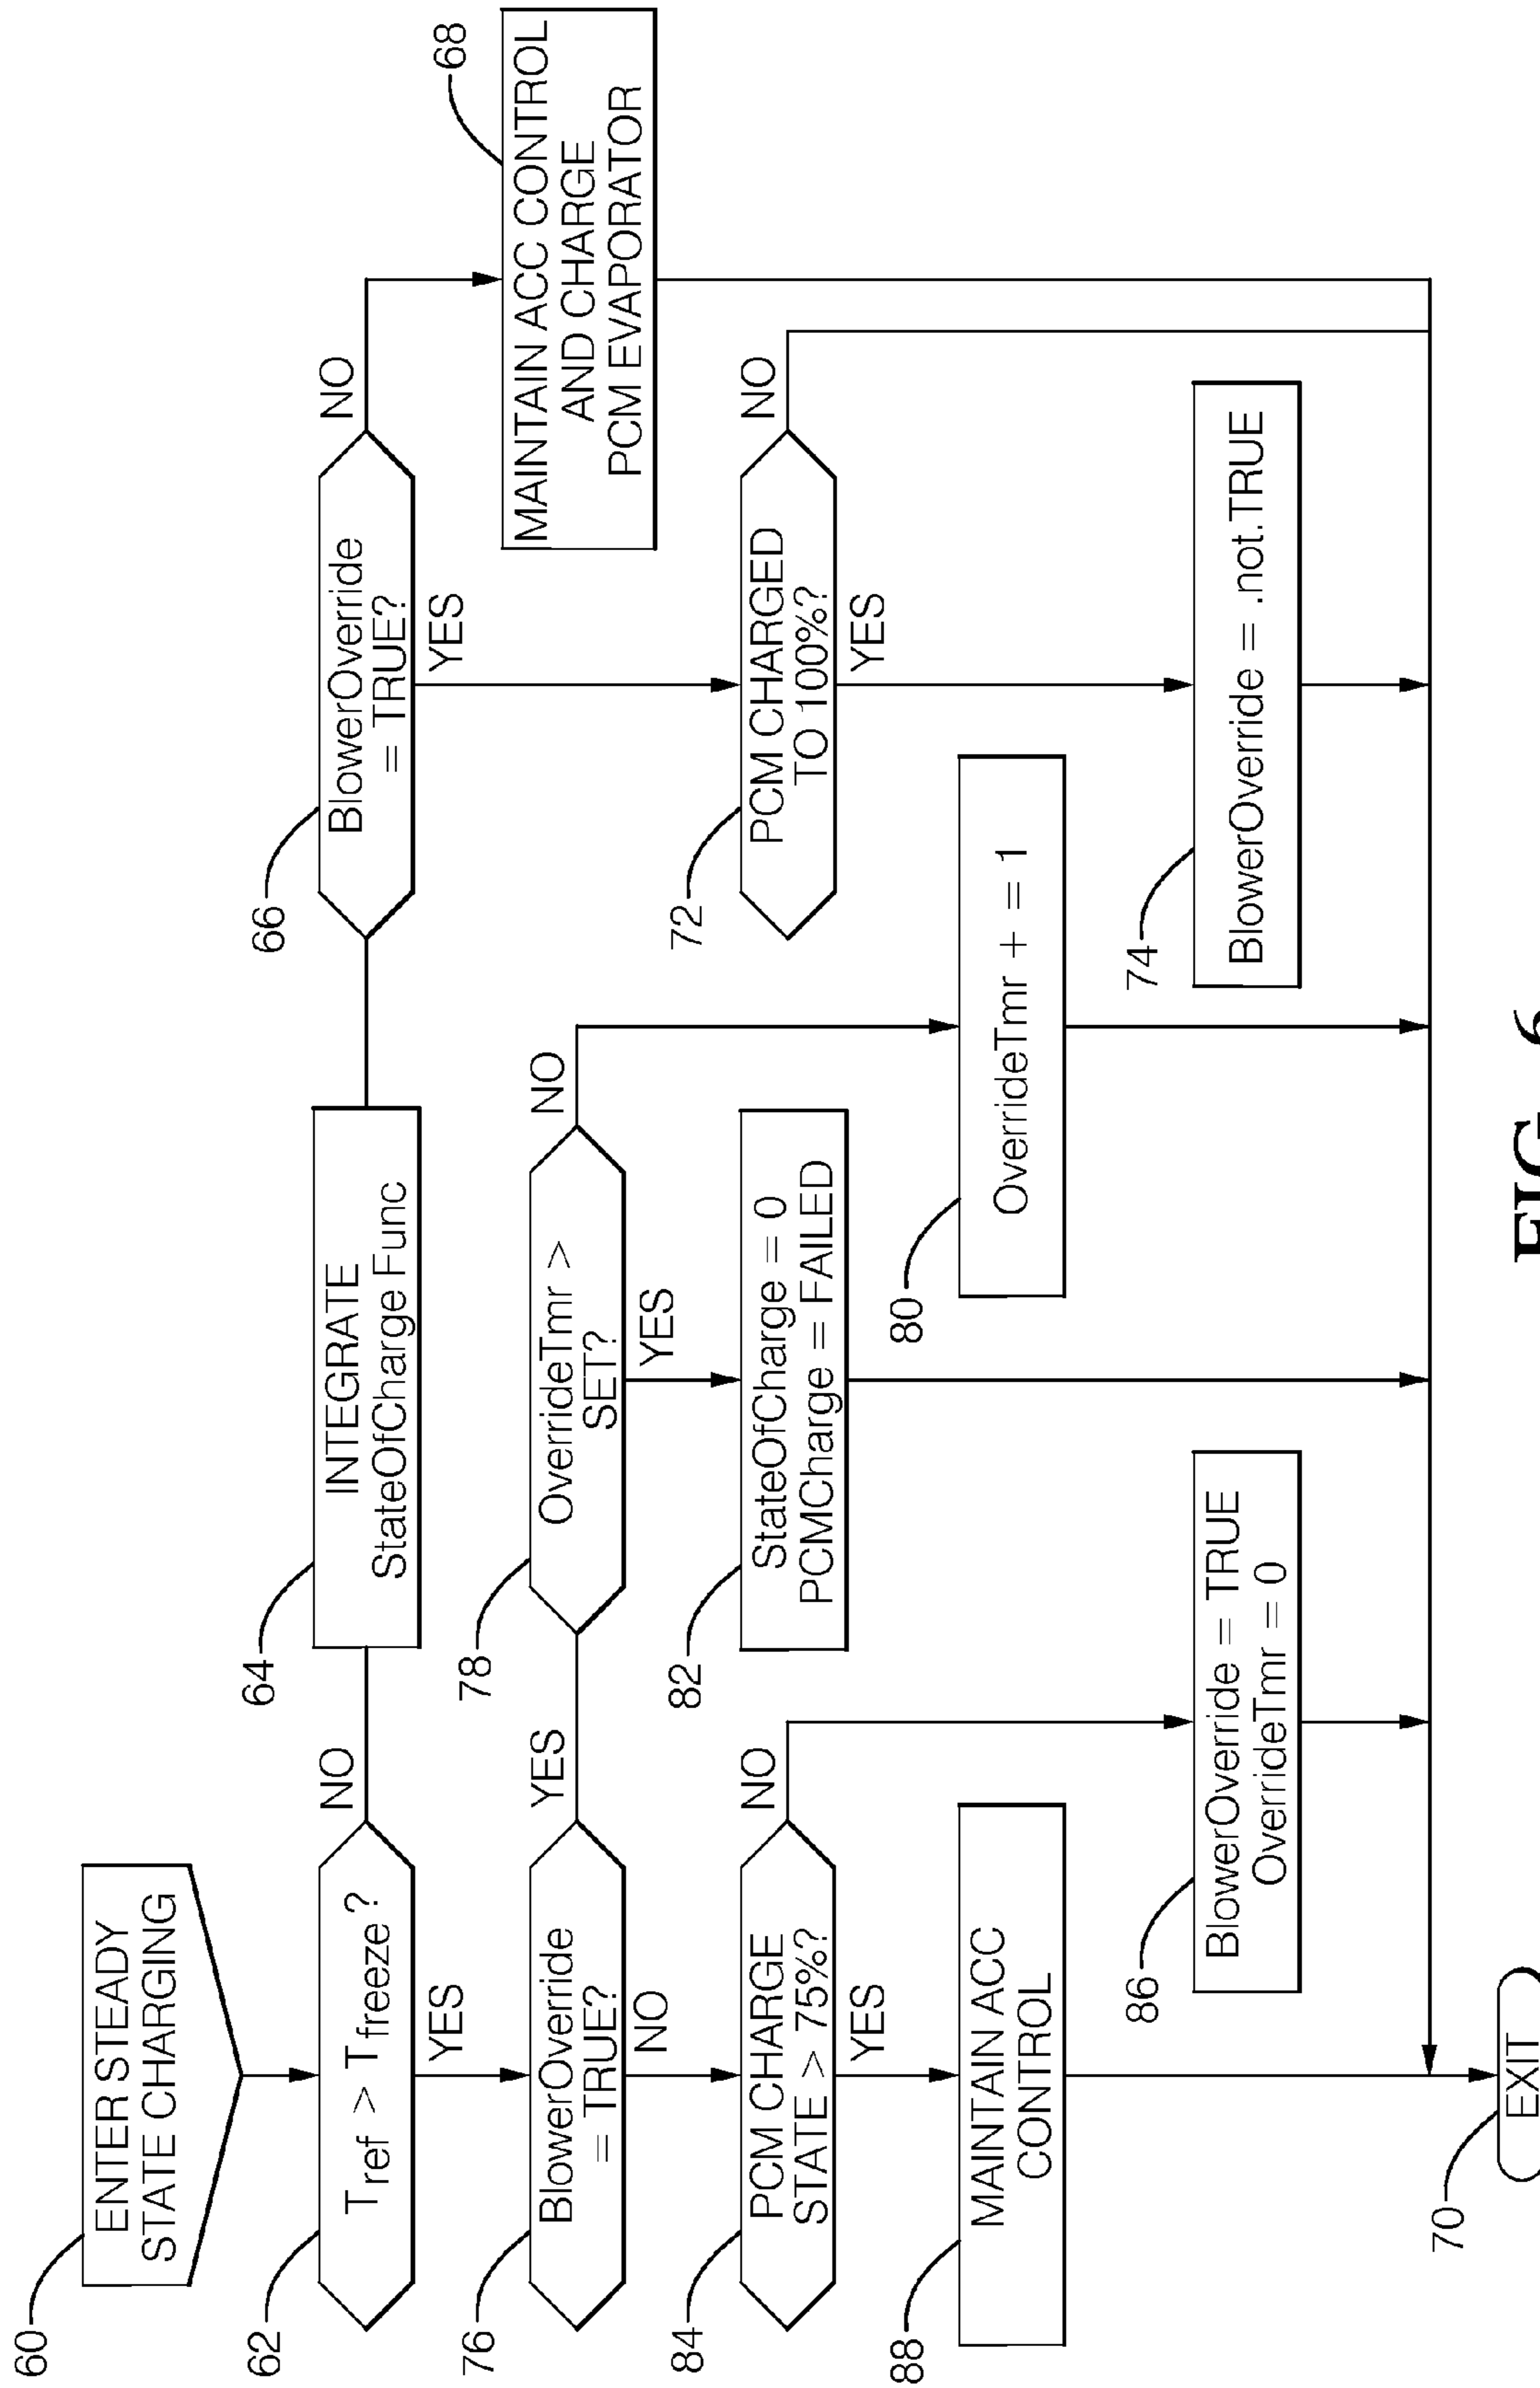 60
ENTER STEADY
STATE CHARGING
62
Tref > Tfreeze?
NO
YES
64
INTEGRATE
StateOfCharge Func
66
BlowerOverride
= TRUE?
NO
YES
68
MAINTAIN ACC CONTROL
AND CHARGE
PCM EVAPORATOR
76
BlowerOverride
= TRUE?
YES
NO
78
OverrideTmr >
SET?
NO
YES
84
PCM CHARGE
STATE > 75%?
NO
YES
82
StateOfCharge = 0
PCMCharge = FAILED
72
PCM CHARGED
TO 100%?
NO
YES
88
MAINTAIN ACC
CONTROL
80
OverrideTmr + = 1
86
BlowerOverride = TRUE
OverrideTmr = 0
74
BlowerOverride = .not.TRUE
70
EXIT
FIG. 6